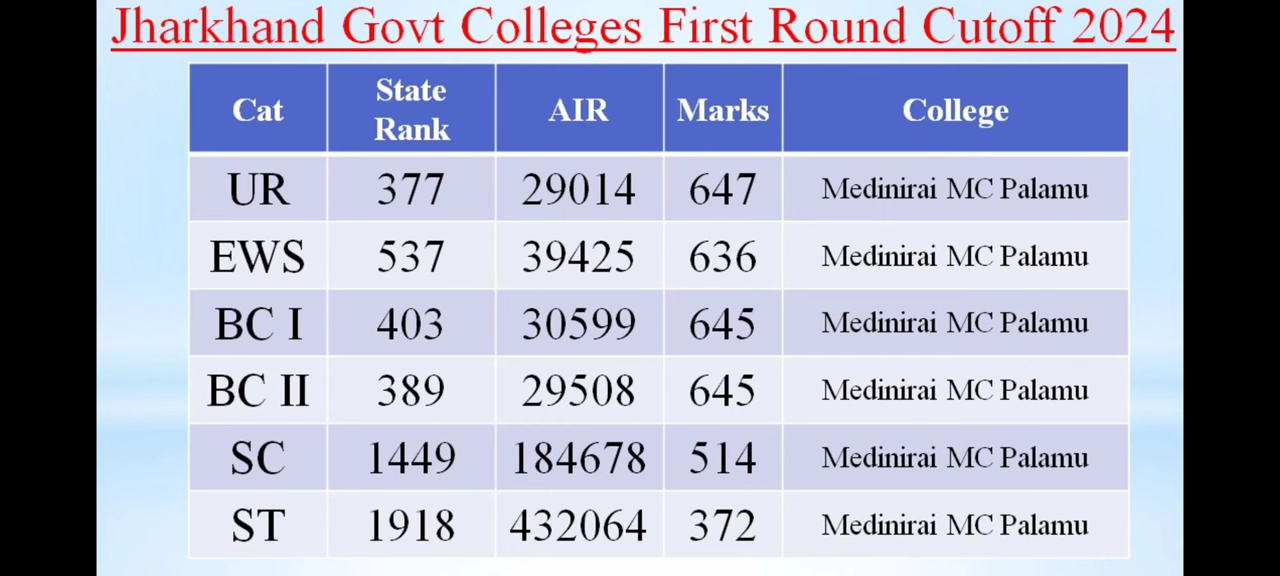 Jharkhand Govt Colleges First Round Cutoff 2024
Cat State Rank AIR Marks College
UR 377 29014 647 Medinirai MC Palamu
EWS 537 39425 636 Medinirai MC Palamu
BC I 403 30599 645 Medinirai MC Palamu
BC II 389 29508 645 Medinirai MC Palamu
SC 1449 184678 514 Medinirai MC Palamu
ST 1918 432064 372 Medinirai MC Palamu